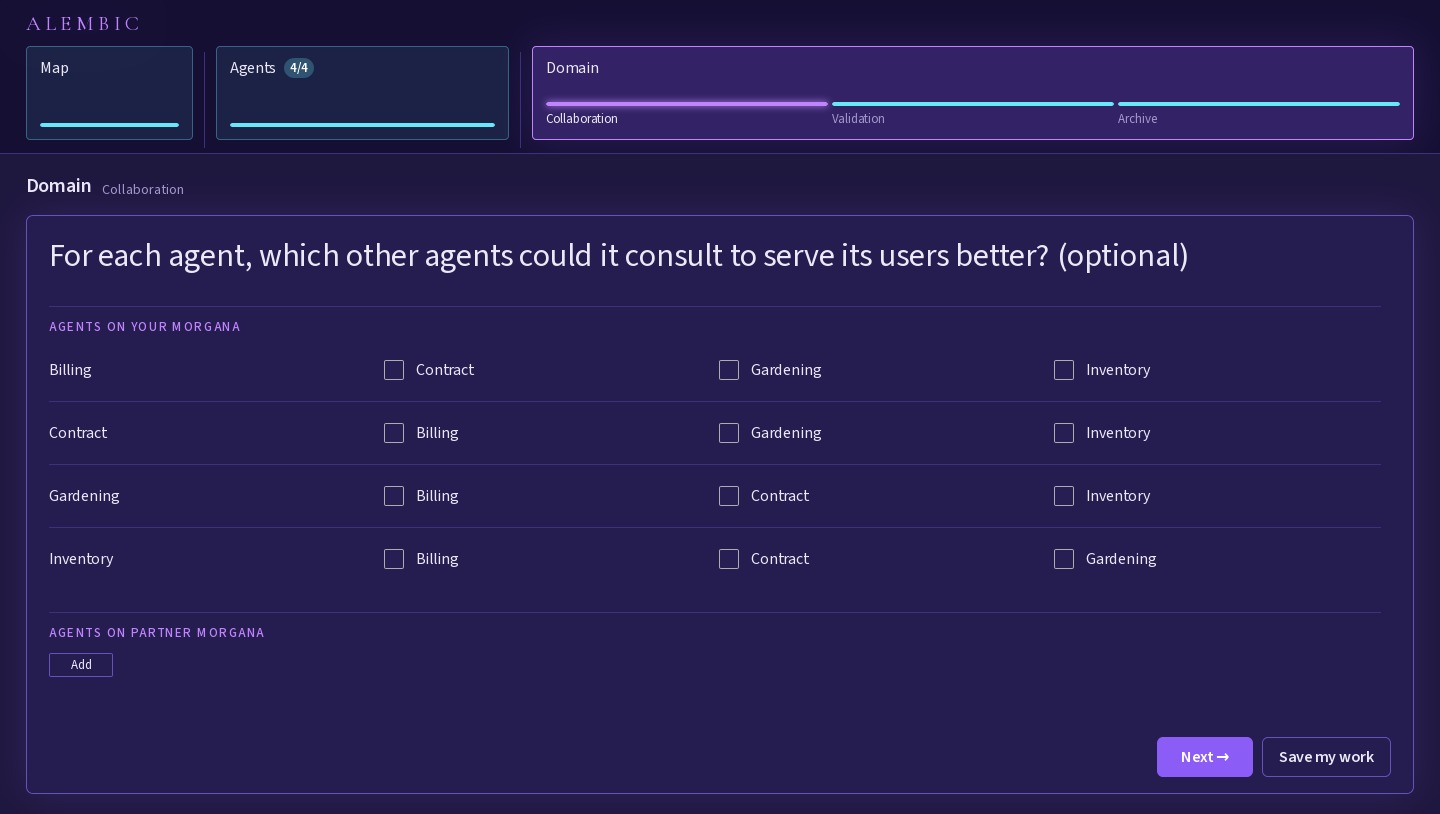 ALEMBIC
Map
Agents 4/4
Domain
Collaboration
Validation
Archive
Domain Collaboration
For each agent, which other agents could it consult to serve its users better? (optional)
AGENTS ON YOUR MORGANA
Billing Contract Gardening Inventory
Contract Billing Gardening Inventory
Gardening Billing Contract Inventory
Inventory Billing Contract Gardening
AGENTS ON PARTNER MORGANA
Add
Next → Save my work